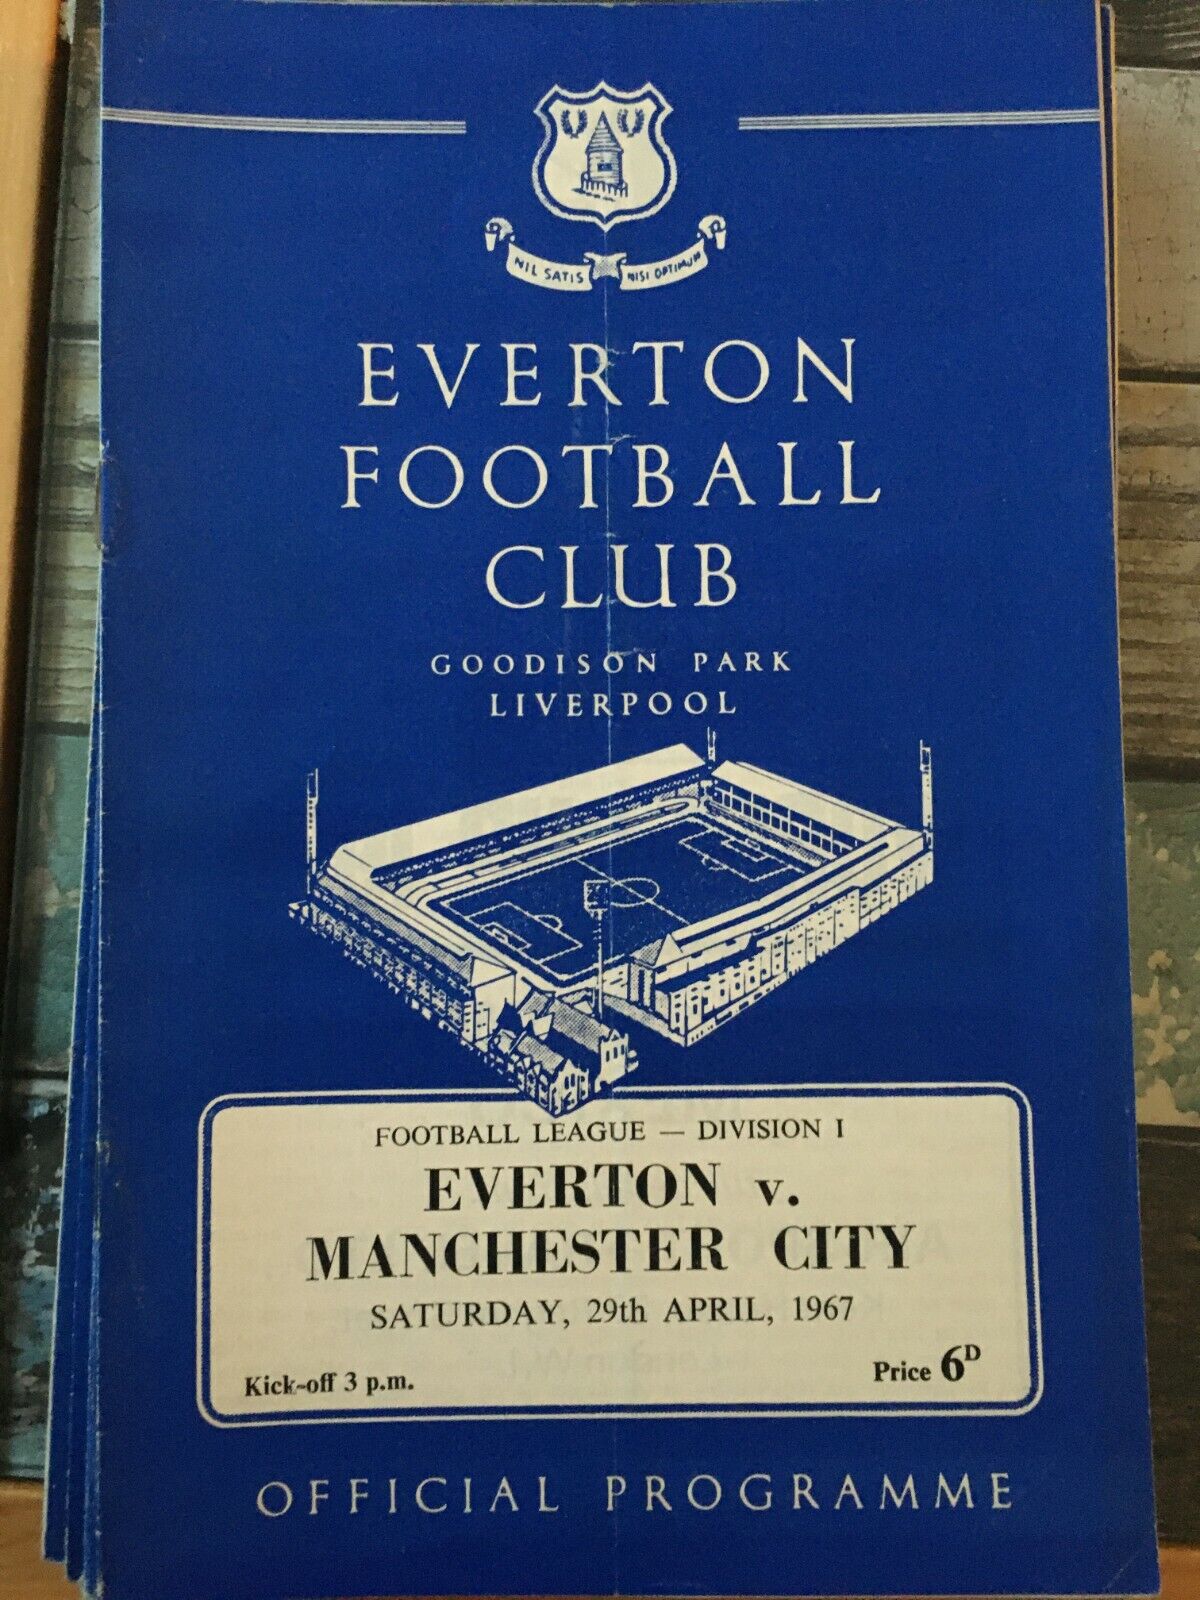 NIL SATIS NISI OPTIMUM
EVERTON
FOOTBALL
CLUB
GOODISON PARK
LIVERPOOL
FOOTBALL LEAGUE — DIVISION I
EVERTON v.
MANCHESTER CITY
SATURDAY, 29th APRIL, 1967
Kick-off 3 p.m. Price 6D
OFFICIAL PROGRAMME